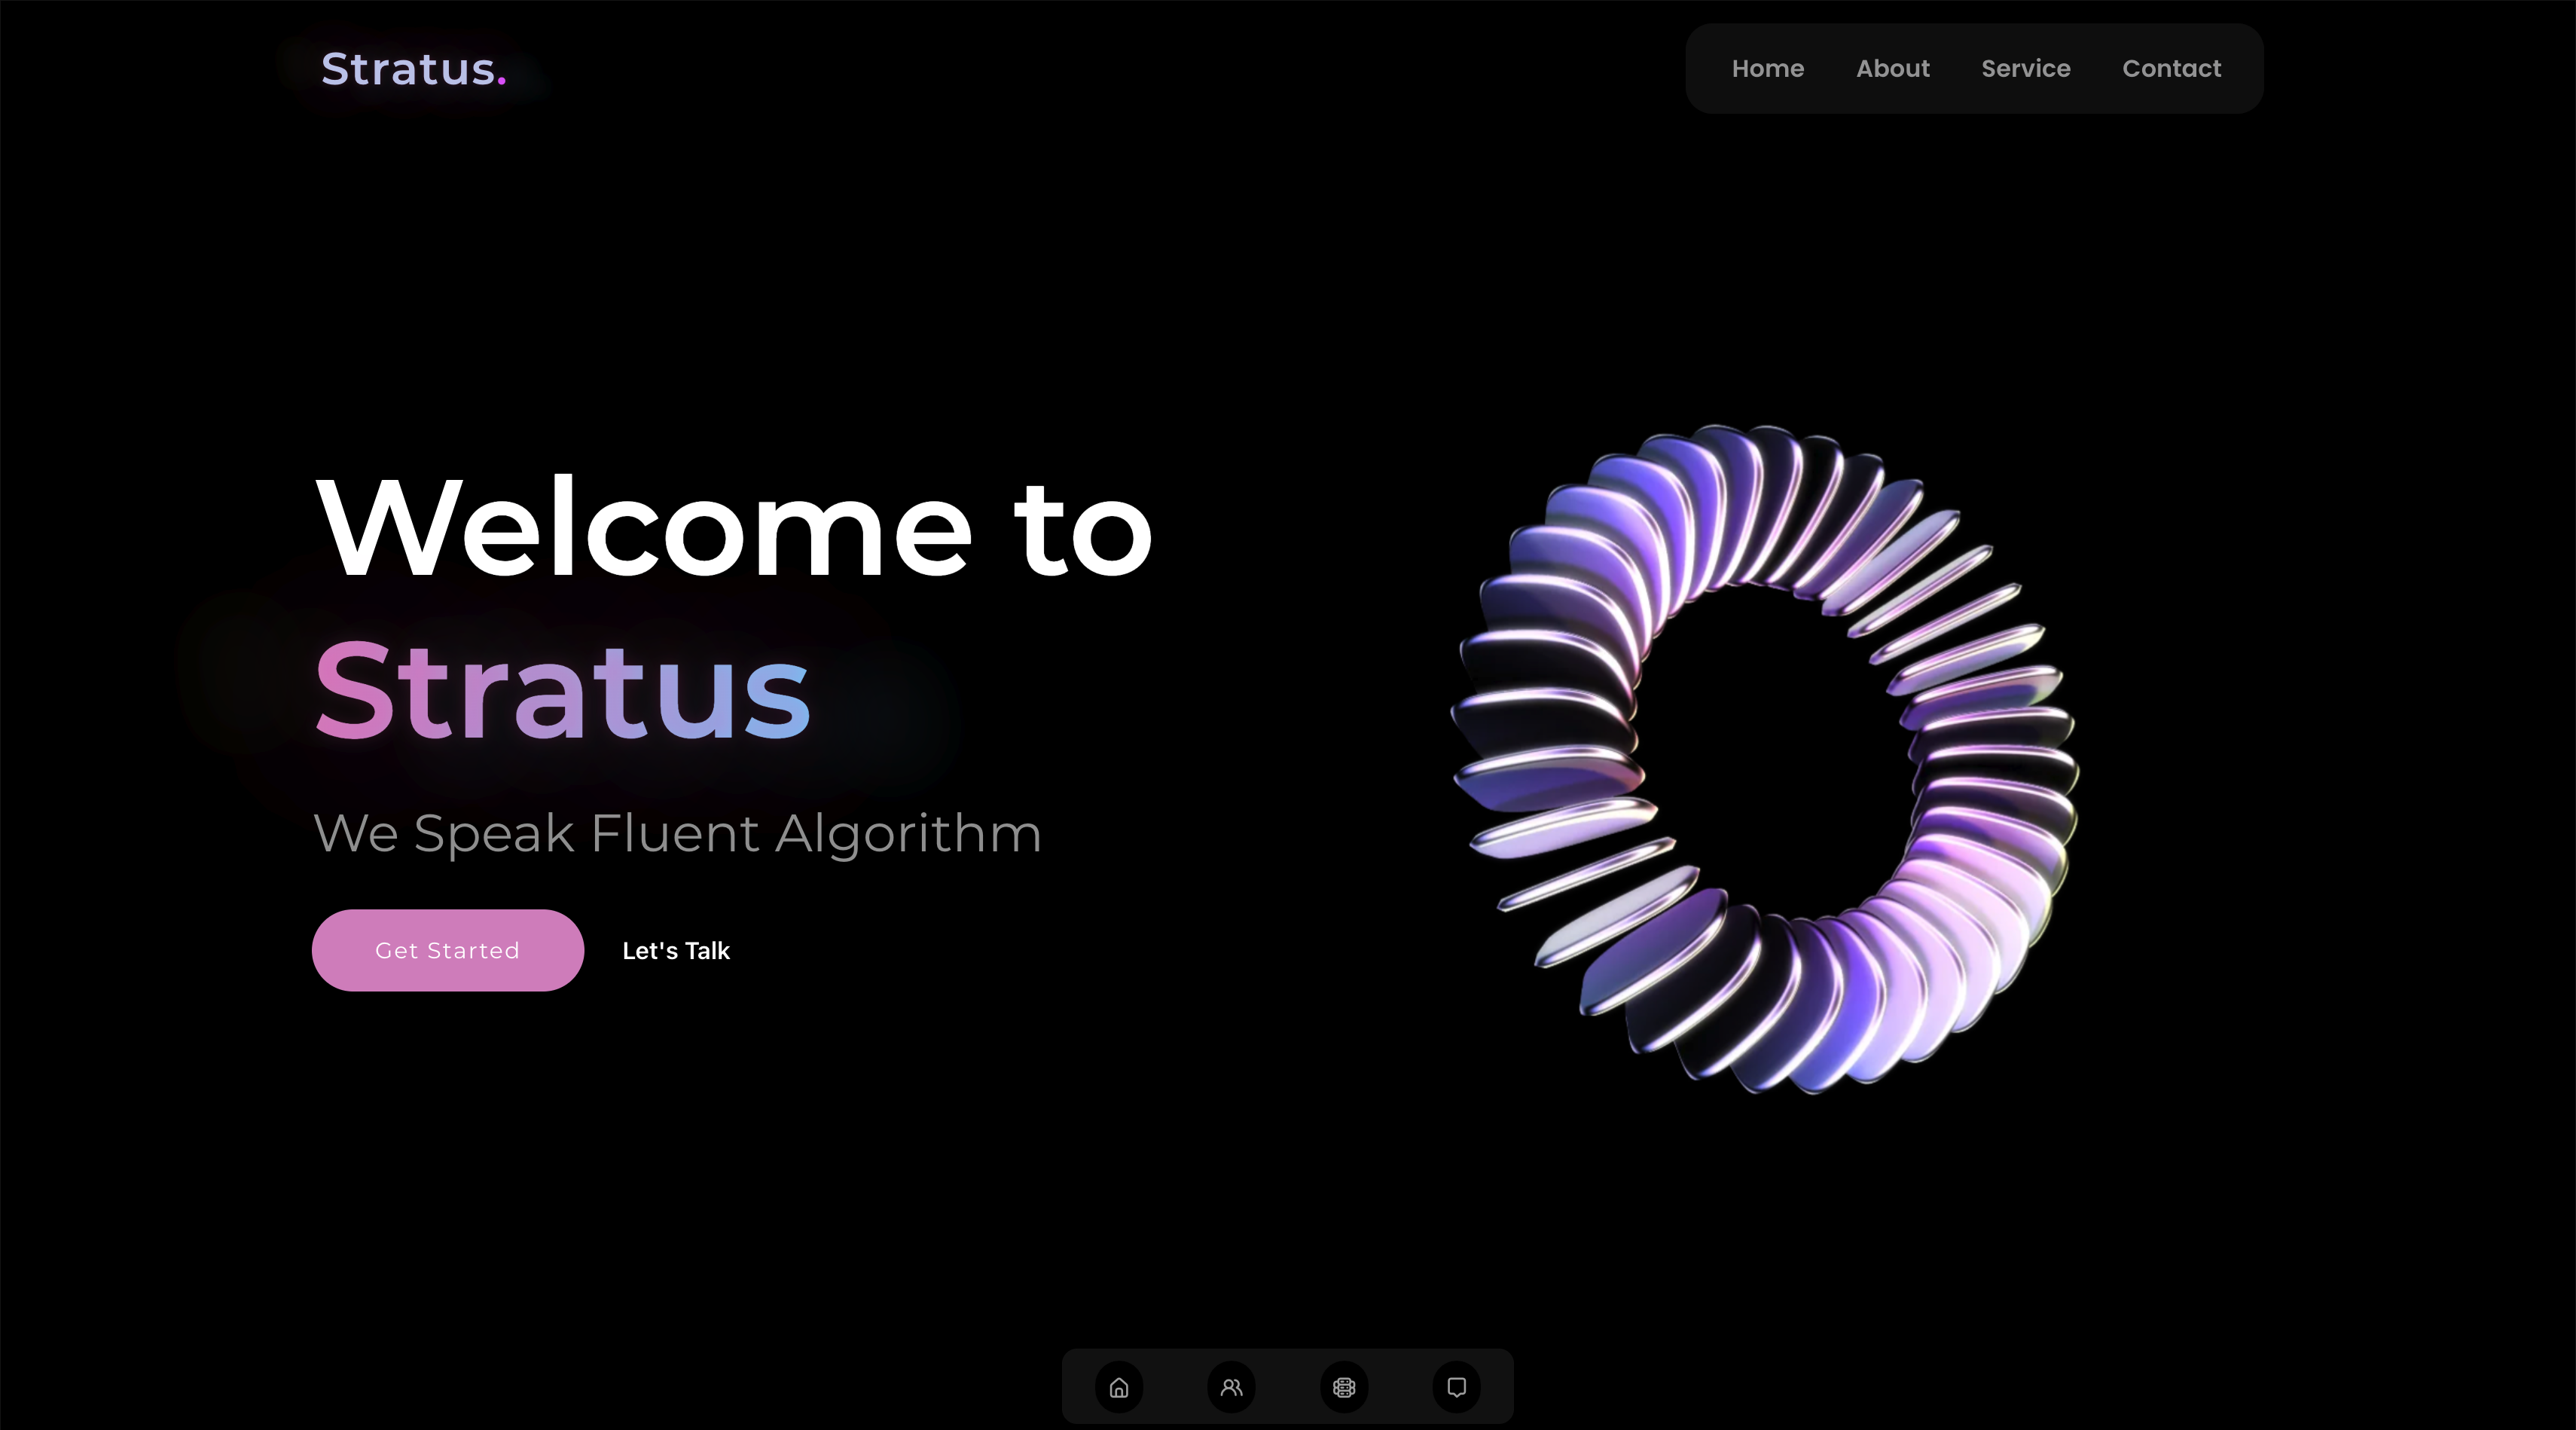 Stratus.
Home About Service Contact
Welcome to
Stratus
We Speak Fluent Algorithm
Get Started Let's Talk